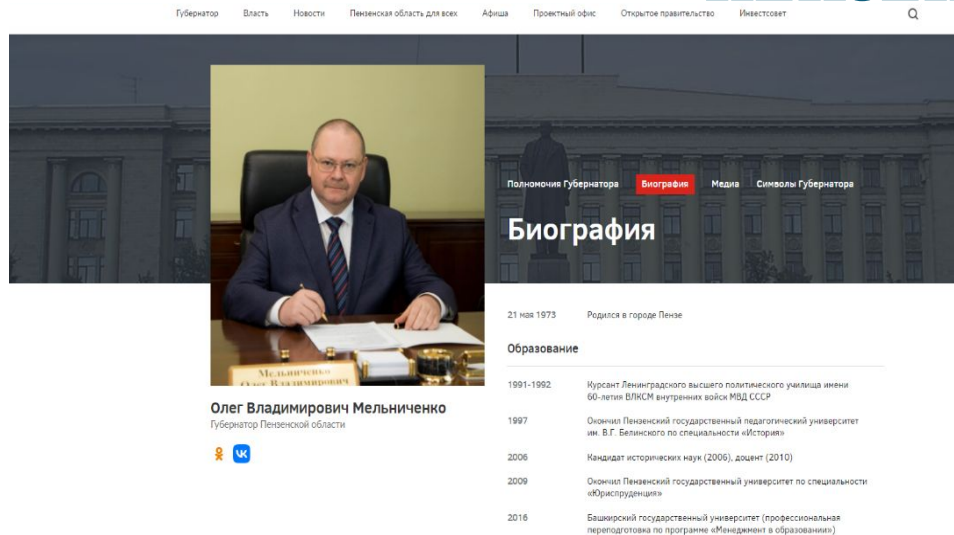 Губернатор Власть Новости Пензенская область для всех Афиша Проектный офис Открытое правительство Инвестсовет
Полномочия Губернатора Биография Медиа Символы Губернатора
Биография
Мельниченко
Олег Владимирович
Олег Владимирович Мельниченко
Губернатор Пензенской области
21 мая 1973 Родился в городе Пензе
Образование
1991-1992 Курсант Ленинградского высшего политического училища имени
60-летия ВЛКСМ внутренних войск МВД СССР
1997 Окончил Пензенский государственный педагогический университет
им. В.Г. Белинского по специальности «История»
2006 Кандидат исторических наук (2006), доцент (2010)
2009 Окончил Пензенский государственный университет по специальности
«Юриспруденция»
2016 Башкирский государственный университет (профессиональная
переподготовка по программе «Менеджмент в образовании»)